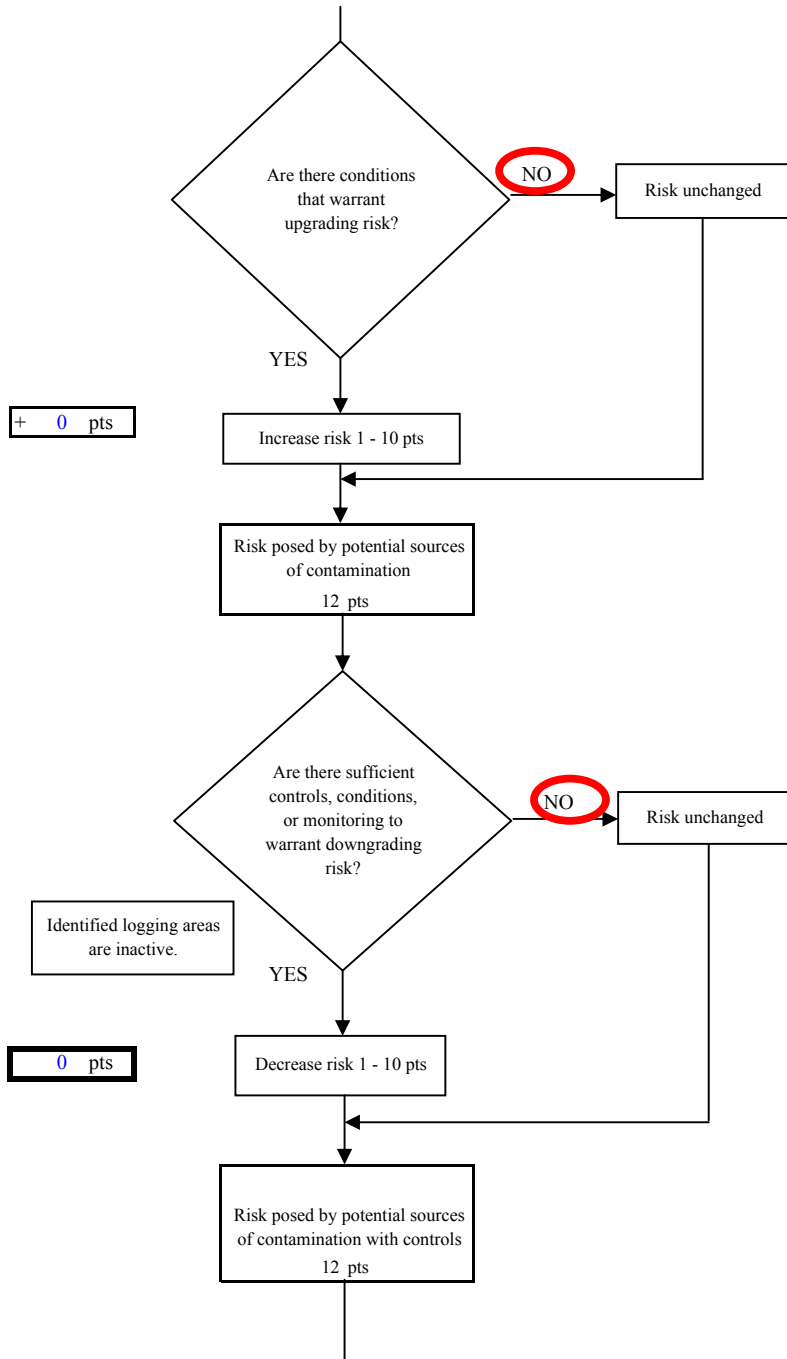 Are there conditions
that warrant
upgrading risk?
NO
Risk unchanged
YES
+ 0 pts
Increase risk 1 - 10 pts
Risk posed by potential sources
of contamination
12 pts
Are there sufficient
controls, conditions,
or monitoring to
warrant downgrading
risk?
NO
Risk unchanged
Identified logging areas
are inactive.
YES
0 pts
Decrease risk 1 - 10 pts
Risk posed by potential sources
of contamination with controls
12 pts